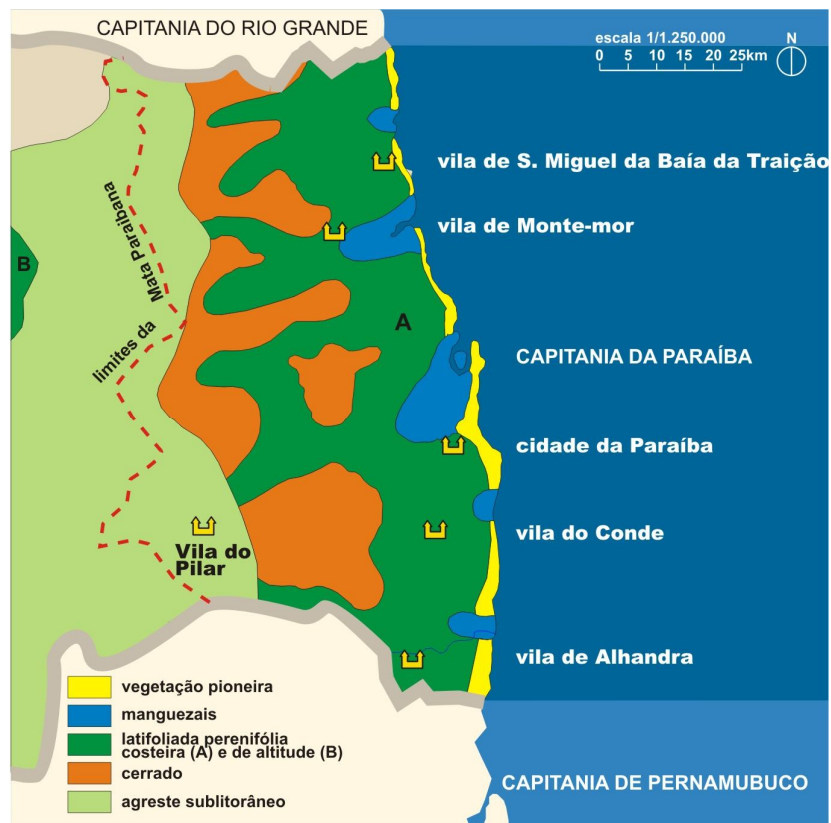 CAPITANIA DO RIO GRANDE
escala 1/1.250.000
0 5 10 15 20 25km
N
vila de S. Miguel da Baía da Traição
vila de Monte-mor
Mata Paraibana
limites da
B
A
CAPITANIA DA PARAÍBA
cidade da Paraíba
vila do Conde
Vila do
Pilar
vila de Alhandra
vegetação pioneira
manguezais
latifoliada perenifólia
costeira (A) e de altitude (B)
cerrado
agreste sublitorâneo
CAPITANIA DE PERNAMUBUCO